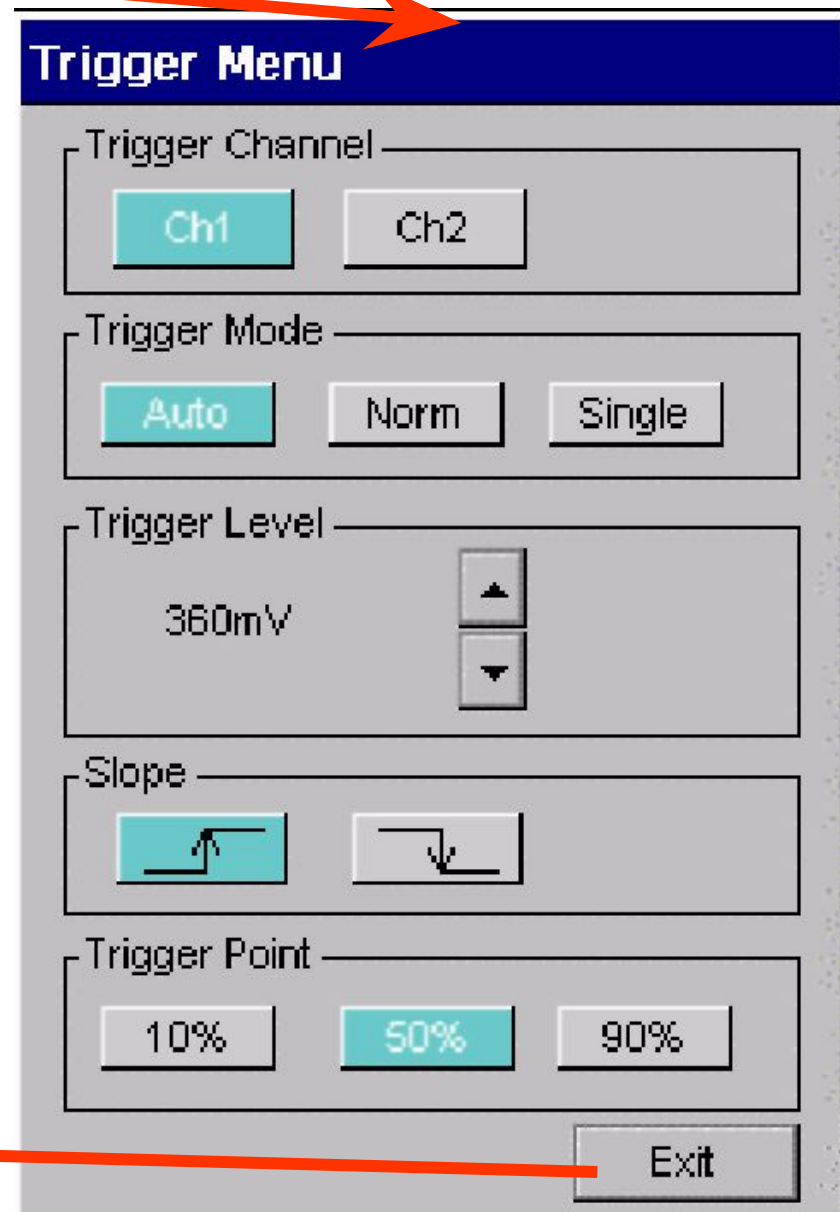 Trigger Menu
Trigger Channel
Ch1 Ch2
Trigger Mode
Auto Norm Single
Trigger Level
360mV
Slope
Trigger Point
10% 50% 90%
Exit